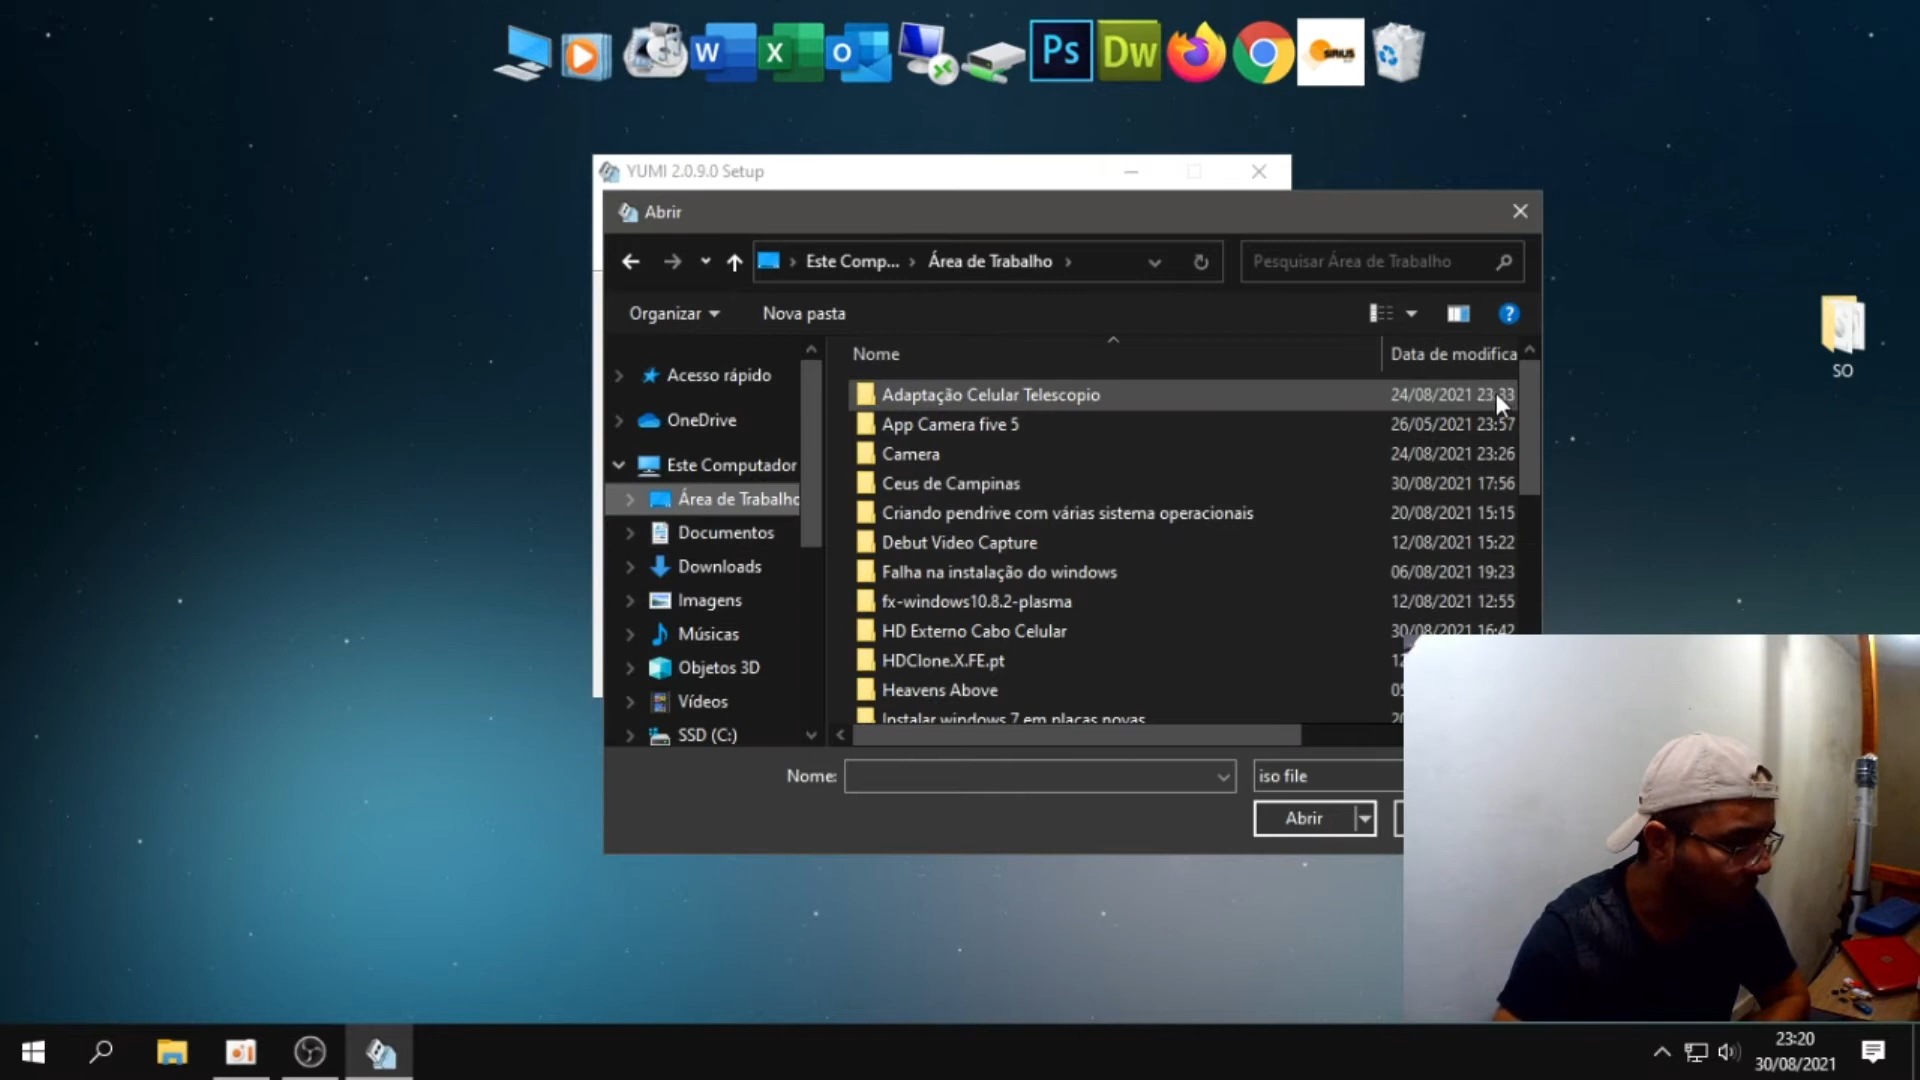 W
X
O
Ps
Dw
SIRIUS
YUMI 2.0.9.0 Setup
Abrir
Este Comp...
Área de Trabalho
Pesquisar Área de Trabalho
Organizar
Nova pasta
?
Nome
Data de modifica
Acesso rápido
OneDrive
Este Computador
Área de Trabalho
Documentos
Downloads
Imagens
Músicas
Objetos 3D
Vídeos
SSD (C:)
Adaptação Celular Telescopio 24/08/2021 23:33
App Camera five 5 26/05/2021 23:57
Camera 24/08/2021 23:26
Ceus de Campinas 30/08/2021 17:56
Criando pendrive com várias sistema operacionais 20/08/2021 15:15
Debut Video Capture 12/08/2021 15:22
Falha na instalação do windows 06/08/2021 19:23
fx-windows10.8.2-plasma 12/08/2021 12:55
HD Externo Cabo Celular 30/08/2021 16:42
HDClone.X.FE.pt
Heavens Above
Instalar windows 7 em placas novas
Nome:
iso file
Abrir
SO
23:20
30/08/2021